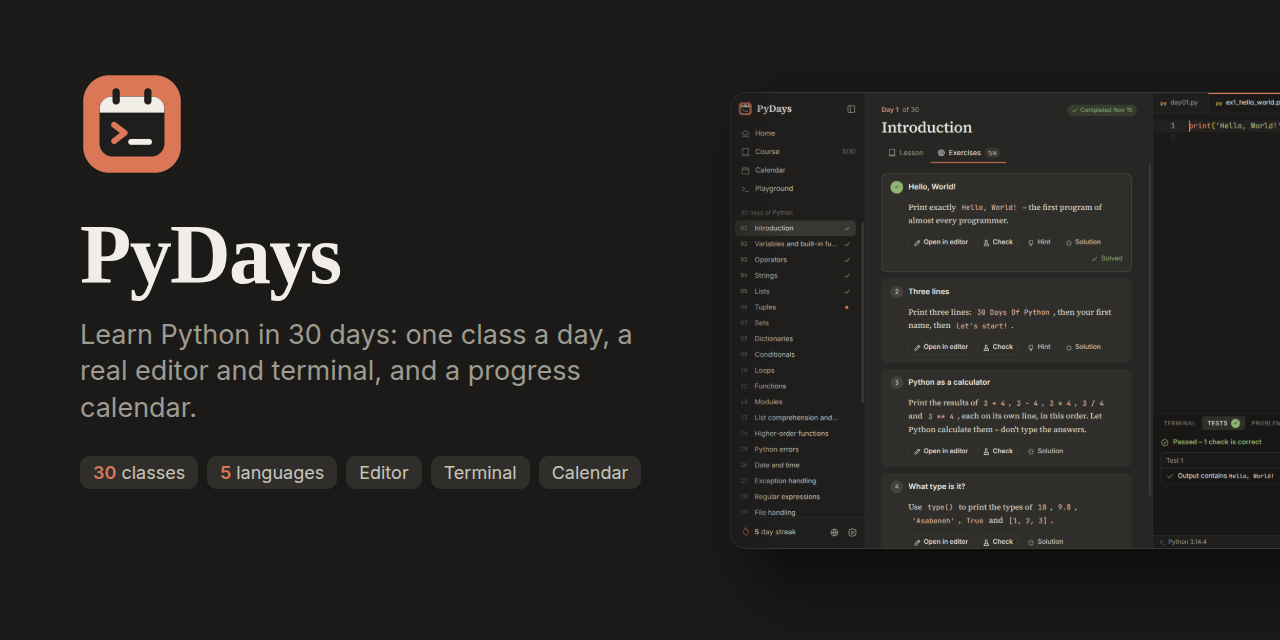 PyDays
Learn Python in 30 days: one class a day, a
real editor and terminal, and a progress
calendar.
30 classes
5 languages
Editor
Terminal
Calendar
PyDays
Home
Course 5/30
Calendar
Playground
30 days of Python
01 Introduction
02 Variables and built-in fu...
03 Operators
04 Strings
05 Lists
06 Tuples
07 Sets
08 Dictionaries
09 Conditionals
10 Loops
11 Functions
12 Modules
13 List comprehension and...
14 Higher-order functions
15 Python errors
16 Date and time
17 Exception handling
18 Regular expressions
19 File handling
5 day streak
Day 1 of 30
Completed Nov 15
Introduction
Lesson
Exercises 1/4
Hello, World!
Print exactly Hello, World! – the first program of
almost every programmer.
Open in editor Check Hint Solution
Solved
2 Three lines
Print three lines: 30 Days Of Python , then your first
name, then Let's start! .
Open in editor Check Hint Solution
3 Python as a calculator
Print the results of 3 + 4 , 3 - 4 , 3 * 4 , 3 / 4
and 3 ** 4 , each on its own line, in this order. Let
Python calculate them – don't type the answers.
Open in editor Check Solution
4 What type is it?
Use type() to print the types of 10 , 9.8 ,
'Asabeneh' , True and [1, 2, 3] .
Open in editor Check Solution
PY day01.py
PY ex1_hello_world.p
1 print('Hello, World!'
2
TERMINAL TESTS PROBLEM
Passed – 1 check is correct
Test 1
Output contains Hello, World!
Python 3.14.4